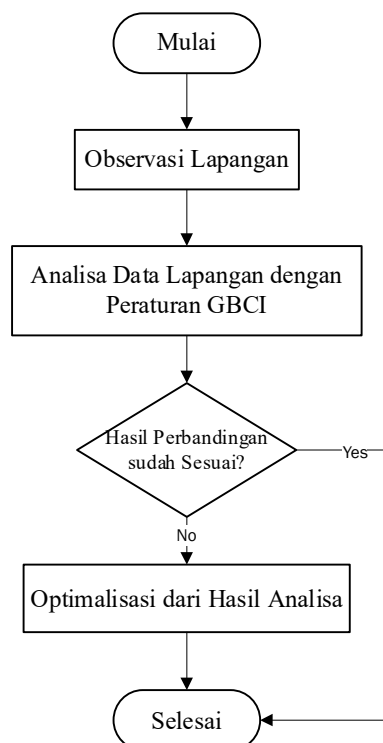 Mulai
Observasi Lapangan
Analisa Data Lapangan dengan
Peraturan GBCI
Hasil Perbandingan
sudah Sesuai?
Yes
No
Optimalisasi dari Hasil Analisa
Selesai